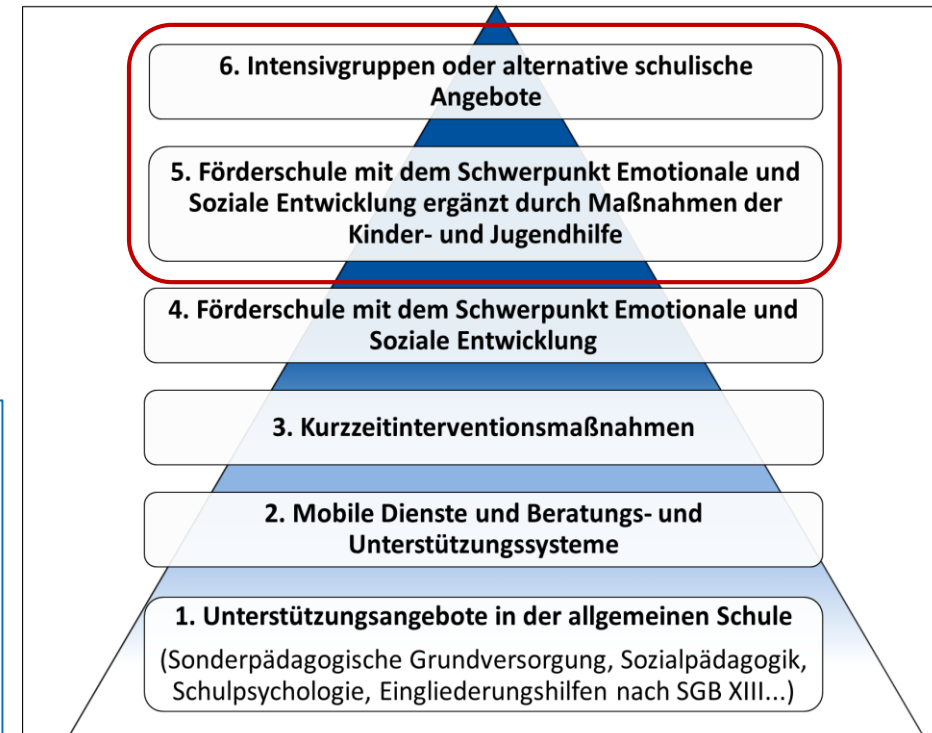 6. Intensivgruppen oder alternative schulische
Angebote
5. Förderschule mit dem Schwerpunkt Emotionale und
Soziale Entwicklung ergänzt durch Maßnahmen der
Kinder- und Jugendhilfe
4. Förderschule mit dem Schwerpunkt Emotionale und
Soziale Entwicklung
3. Kurzzeitinterventionsmaßnahmen
2. Mobile Dienste und Beratungs- und
Unterstützungssysteme
1. Unterstützungsangebote in der allgemeinen Schule
(Sonderpädagogische Grundversorgung, Sozialpädagogik,
Schulpsychologie, Eingliederungshilfen nach SGB XIII...)